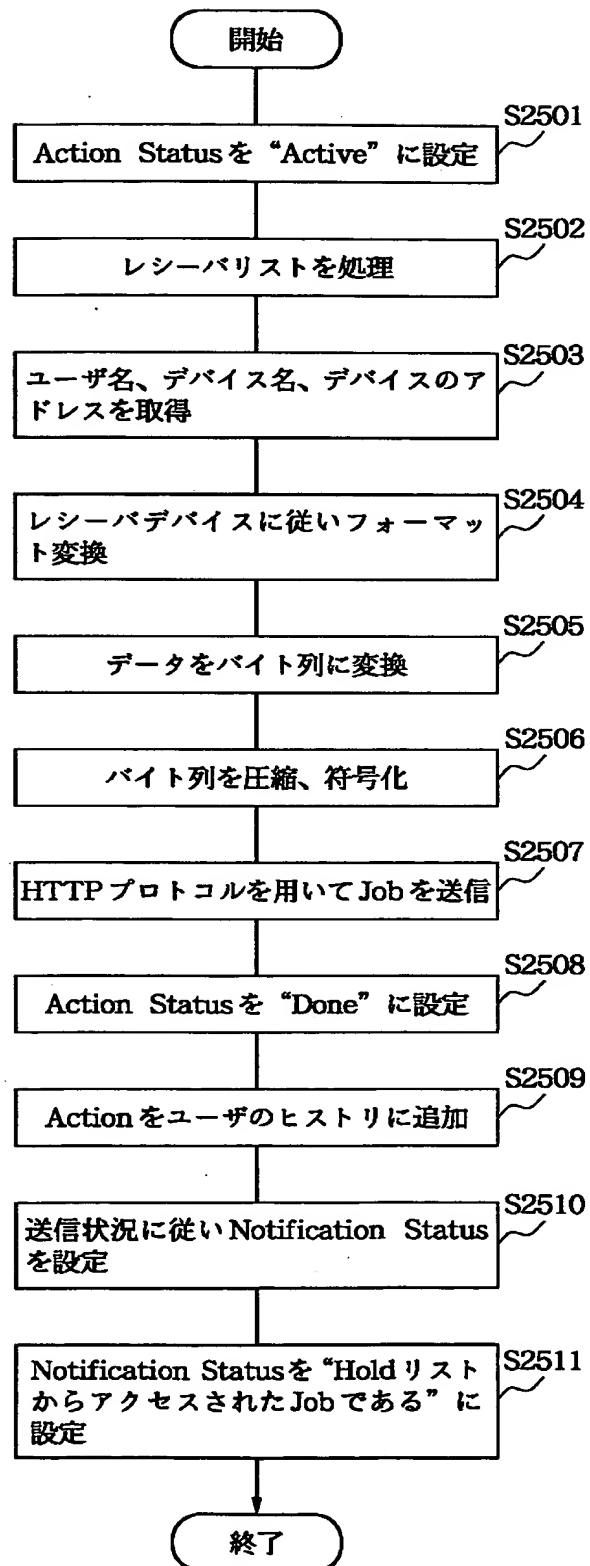 開始
S2501
Action Statusを“Active”に設定
S2502
レシーバリストを処理
S2503
ユーザ名、デバイス名、デバイスのア
ドレスを取得
S2504
レシーバデバイスに従いフォーマッ
ト変換
S2505
データをバイト列に変換
S2506
バイト列を圧縮、符号化
S2507
HTTPプロトコルを用いてJobを送信
S2508
Action Statusを“Done”に設定
S2509
Actionをユーザのヒストリに追加
S2510
送信状況に従いNotification Status
を設定
S2511
Notification Statusを“Holdリスト
からアクセスされたJobである”に
設定
終了